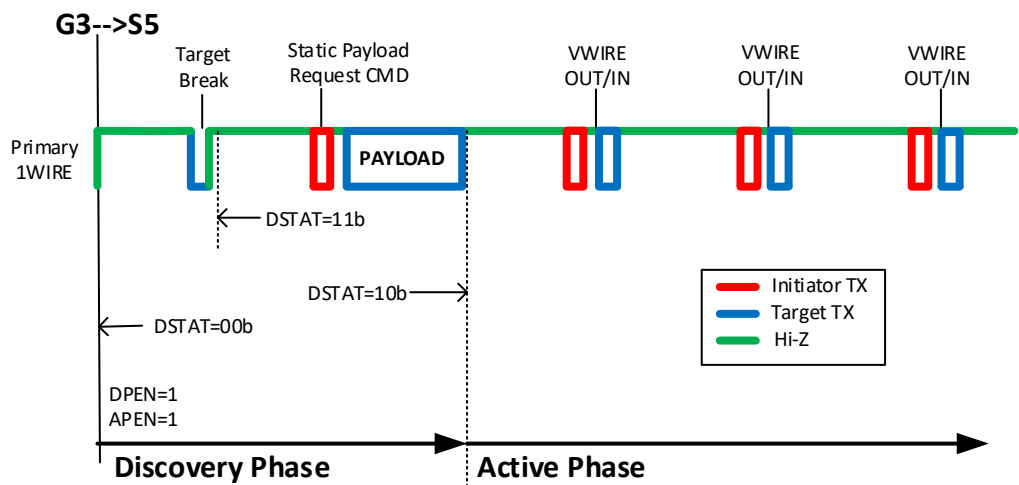 G3-->S5
Target
Break
Static Payload
Request CMD
VWIRE
OUT/IN
VWIRE
OUT/IN
VWIRE
OUT/IN
Primary
1WIRE
PAYLOAD
DSTAT=11b
DSTAT=10b
DSTAT=00b
Initiator TX
Target TX
Hi-Z
DPEN=1
APEN=1
Discovery Phase
Active Phase